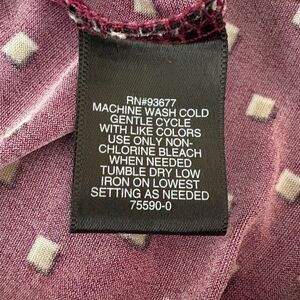 RN#93677
MACHINE WASH COLD
GENTLE CYCLE
WITH LIKE COLORS
USE ONLY NON-
CHLORINE BLEACH
WHEN NEEDED
TUMBLE DRY LOW
IRON ON LOWEST
SETTING AS NEEDED
75590-0